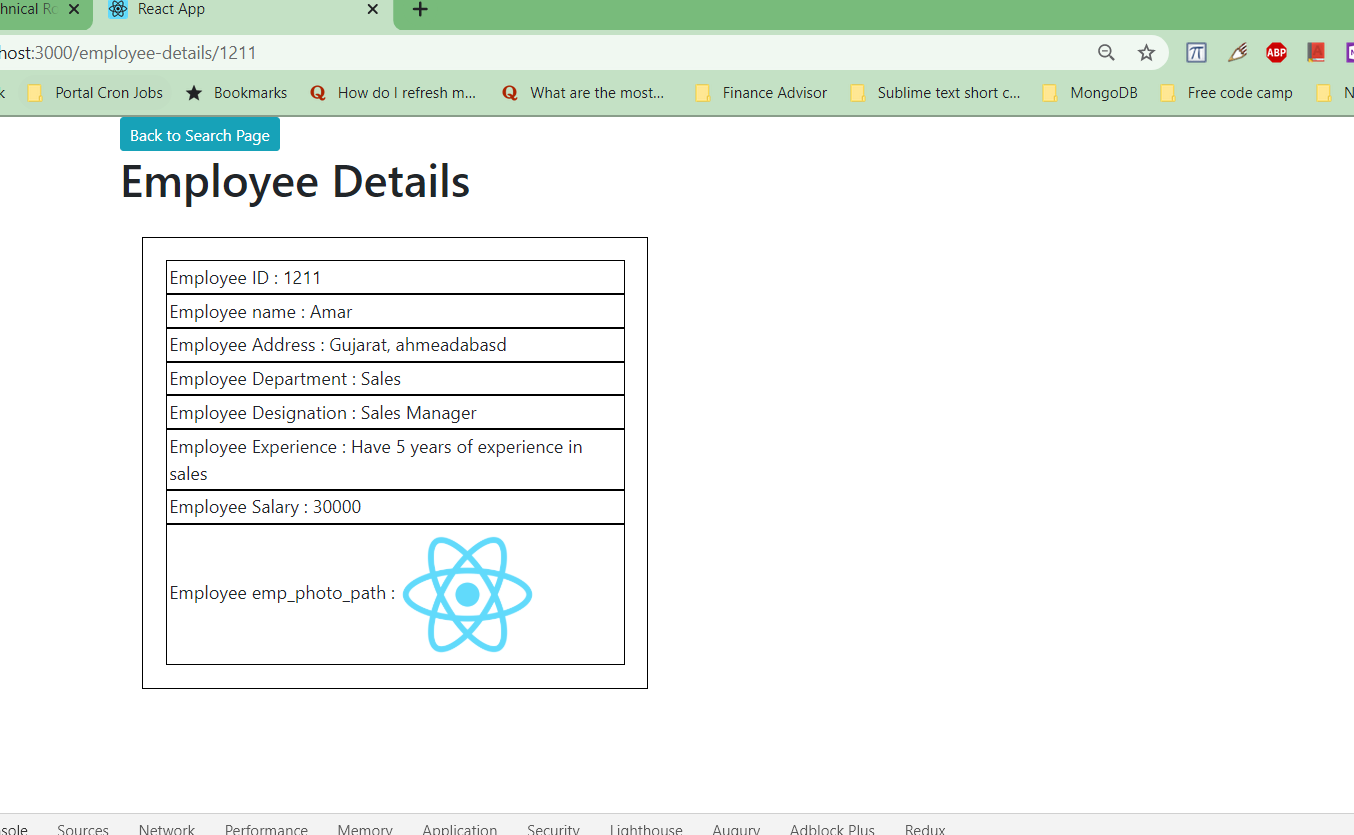 hnical Ro
React App
host:3000/employee-details/1211
ABP
Portal Cron Jobs
Bookmarks
How do I refresh m...
What are the most...
Finance Advisor
Sublime text short c...
MongoDB
Free code camp
N
Back to Search Page
Employee Details
Employee ID : 1211
Employee name : Amar
Employee Address : Gujarat, ahmeadabasd
Employee Department : Sales
Employee Designation : Sales Manager
Employee Experience : Have 5 years of experience in
sales
Employee Salary : 30000
Employee emp_photo_path :
nsole Sources Network Performance Memory Application Security Lighthouse Augury Adblock Plus Redux